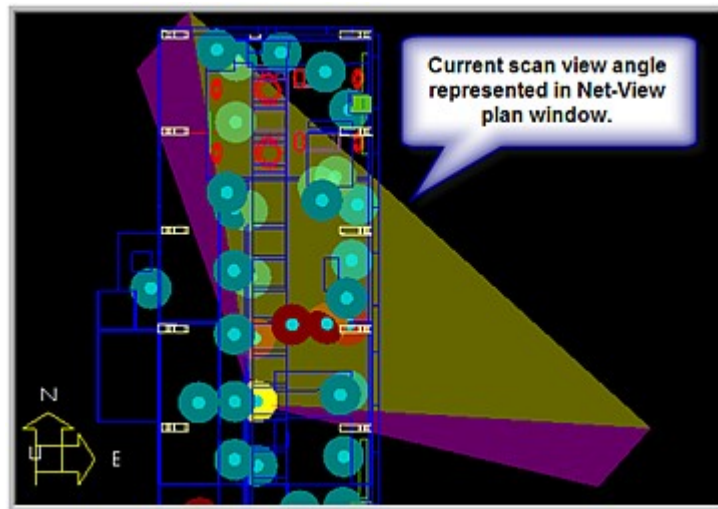 Current scan view angle
represented in Net-View
plan window.
N
U
E